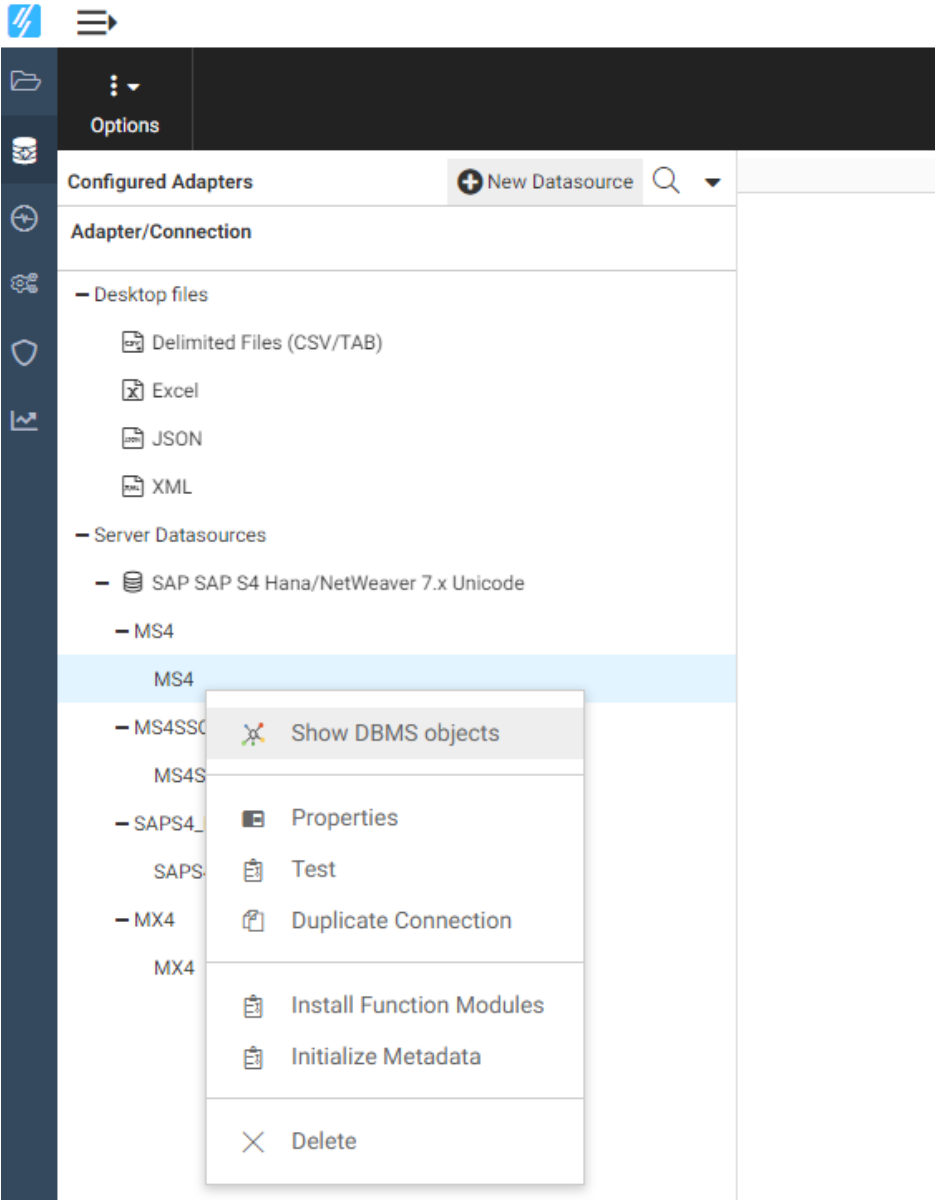 Options
Configured Adapters New Datasource
Adapter/Connection
Desktop files
Delimited Files (CSV/TAB)
Excel
JSON
XML
Server Datasources
SAP SAP S4 Hana/NetWeaver 7.x Unicode
MS4
MS4
Show DBMS objects
Properties
Test
Duplicate Connection
Install Function Modules
Initialize Metadata
Delete
MX4
MX4